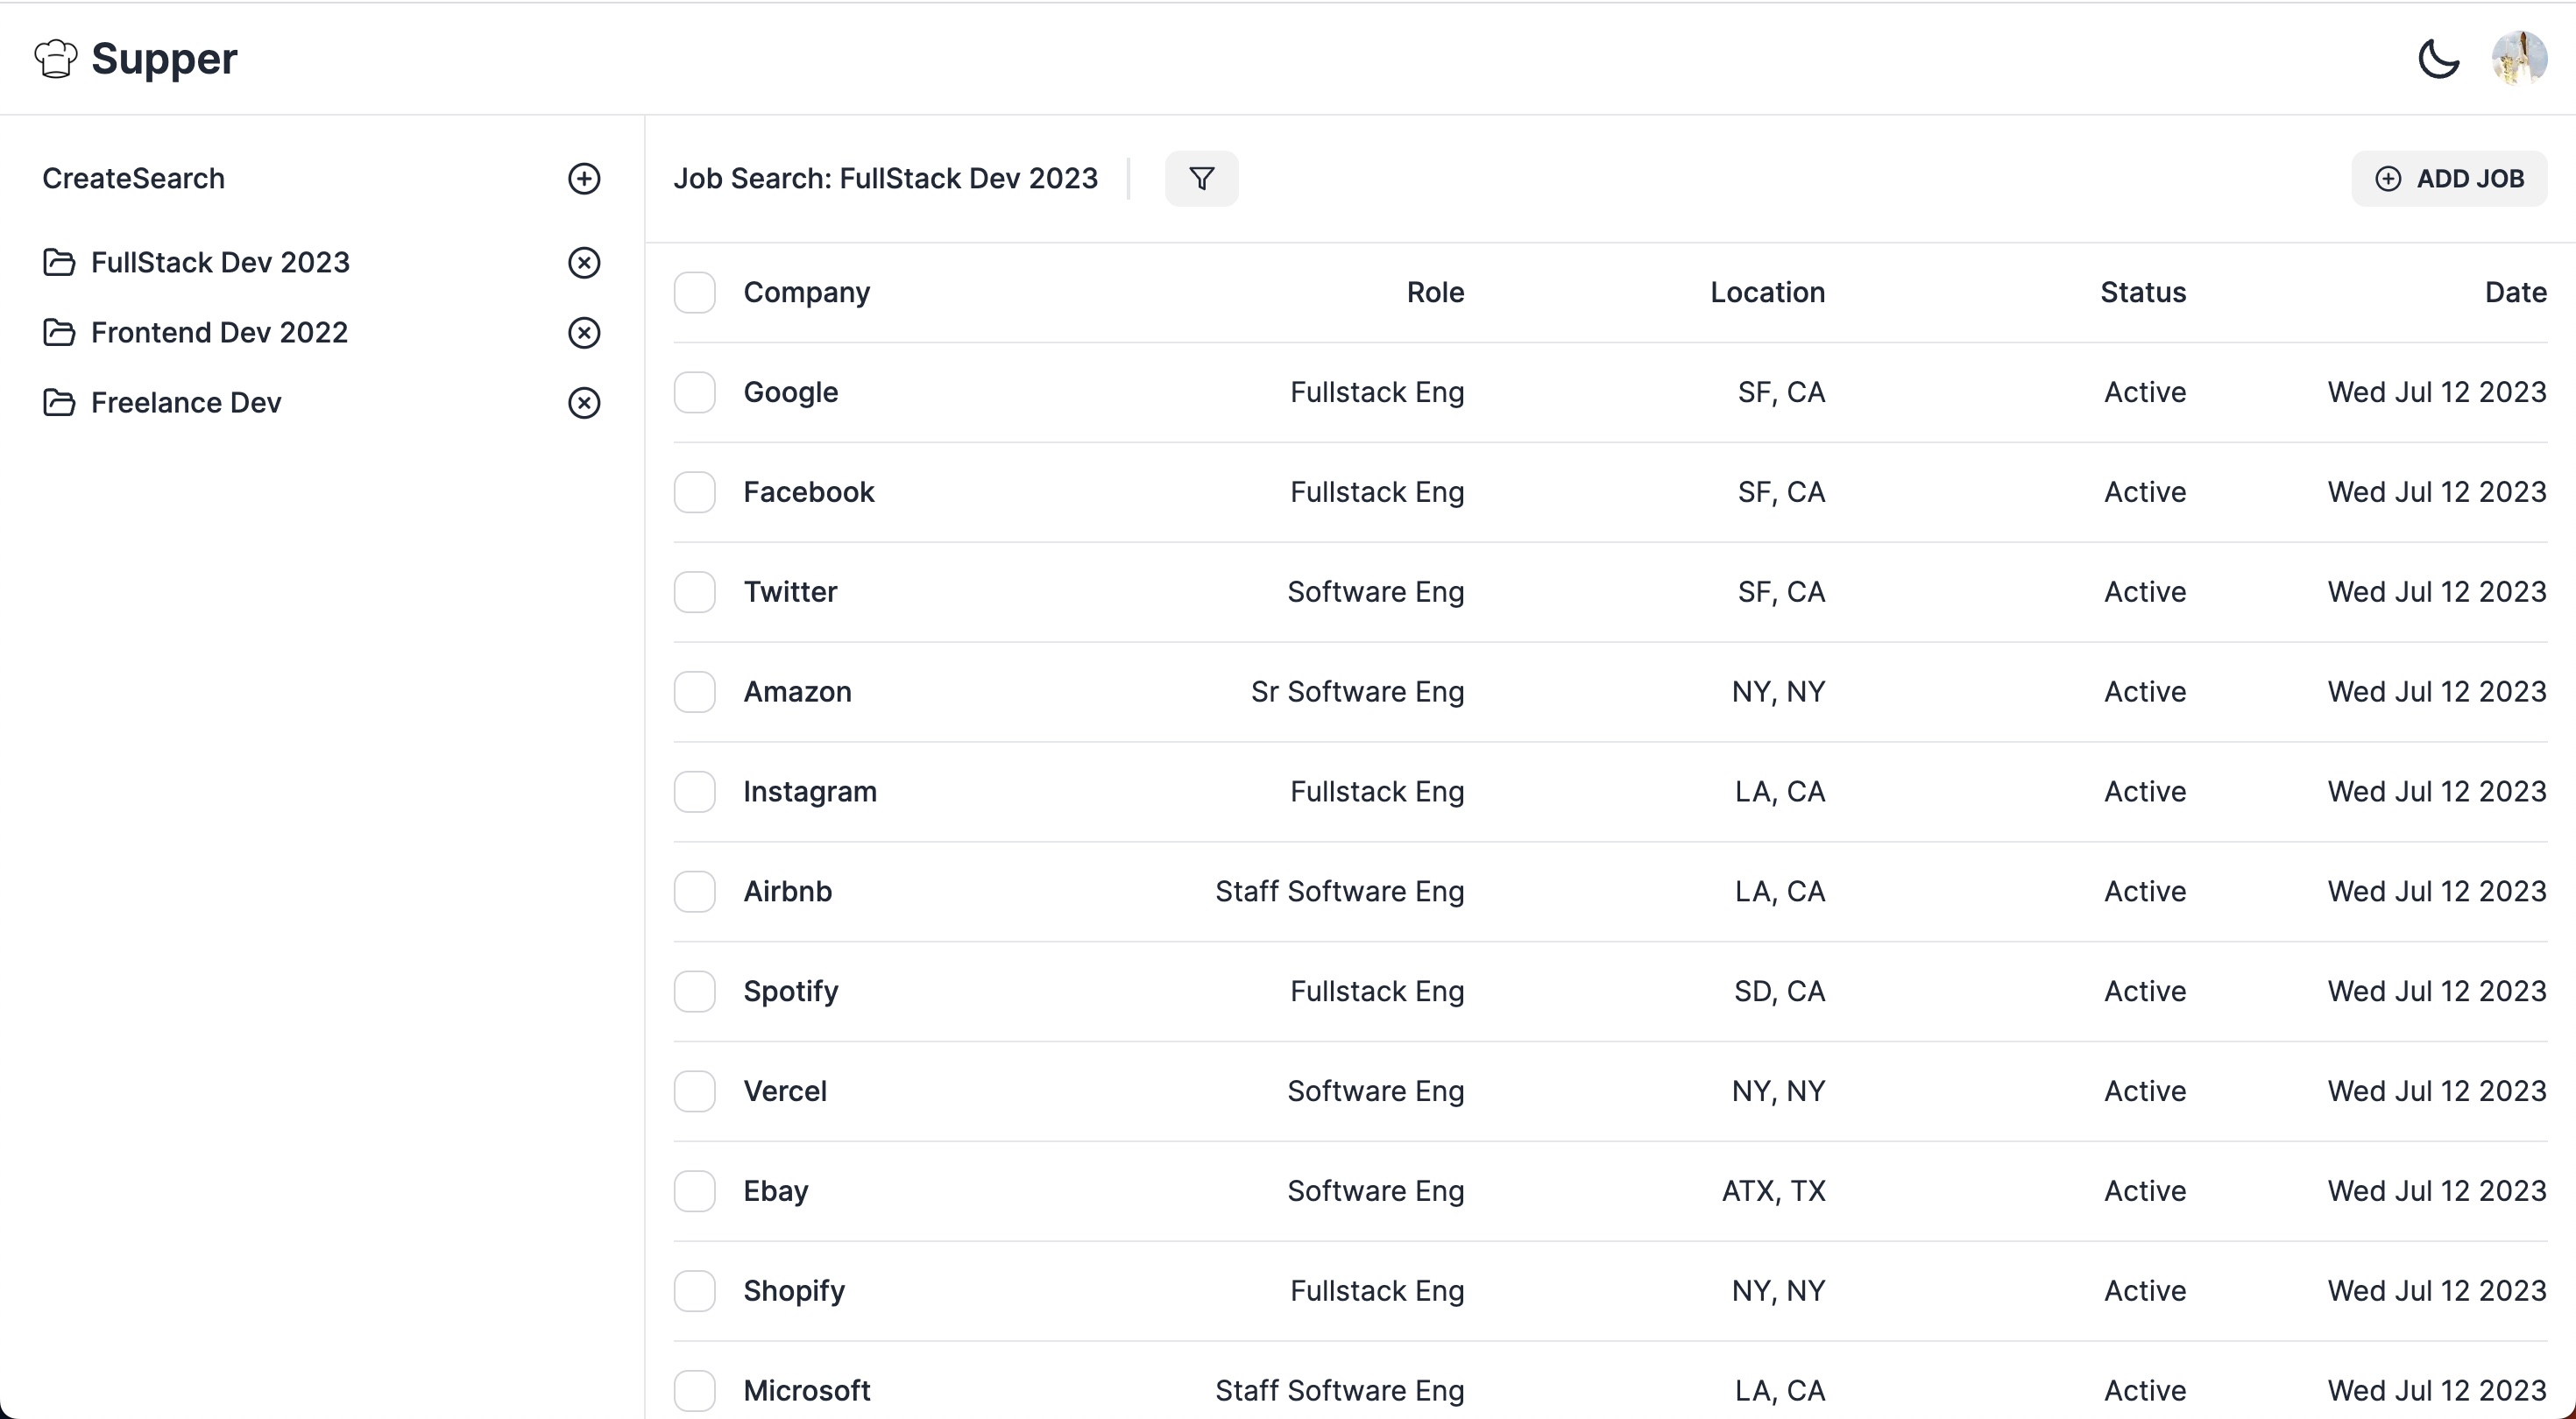 Supper
CreateSearch
FullStack Dev 2023
Frontend Dev 2022
Freelance Dev
Job Search: FullStack Dev 2023
ADD JOB
Company Role Location Status Date
Google Fullstack Eng SF, CA Active Wed Jul 12 2023
Facebook Fullstack Eng SF, CA Active Wed Jul 12 2023
Twitter Software Eng SF, CA Active Wed Jul 12 2023
Amazon Sr Software Eng NY, NY Active Wed Jul 12 2023
Instagram Fullstack Eng LA, CA Active Wed Jul 12 2023
Airbnb Staff Software Eng LA, CA Active Wed Jul 12 2023
Spotify Fullstack Eng SD, CA Active Wed Jul 12 2023
Vercel Software Eng NY, NY Active Wed Jul 12 2023
Ebay Software Eng ATX, TX Active Wed Jul 12 2023
Shopify Fullstack Eng NY, NY Active Wed Jul 12 2023
Microsoft Staff Software Eng LA, CA Active Wed Jul 12 2023